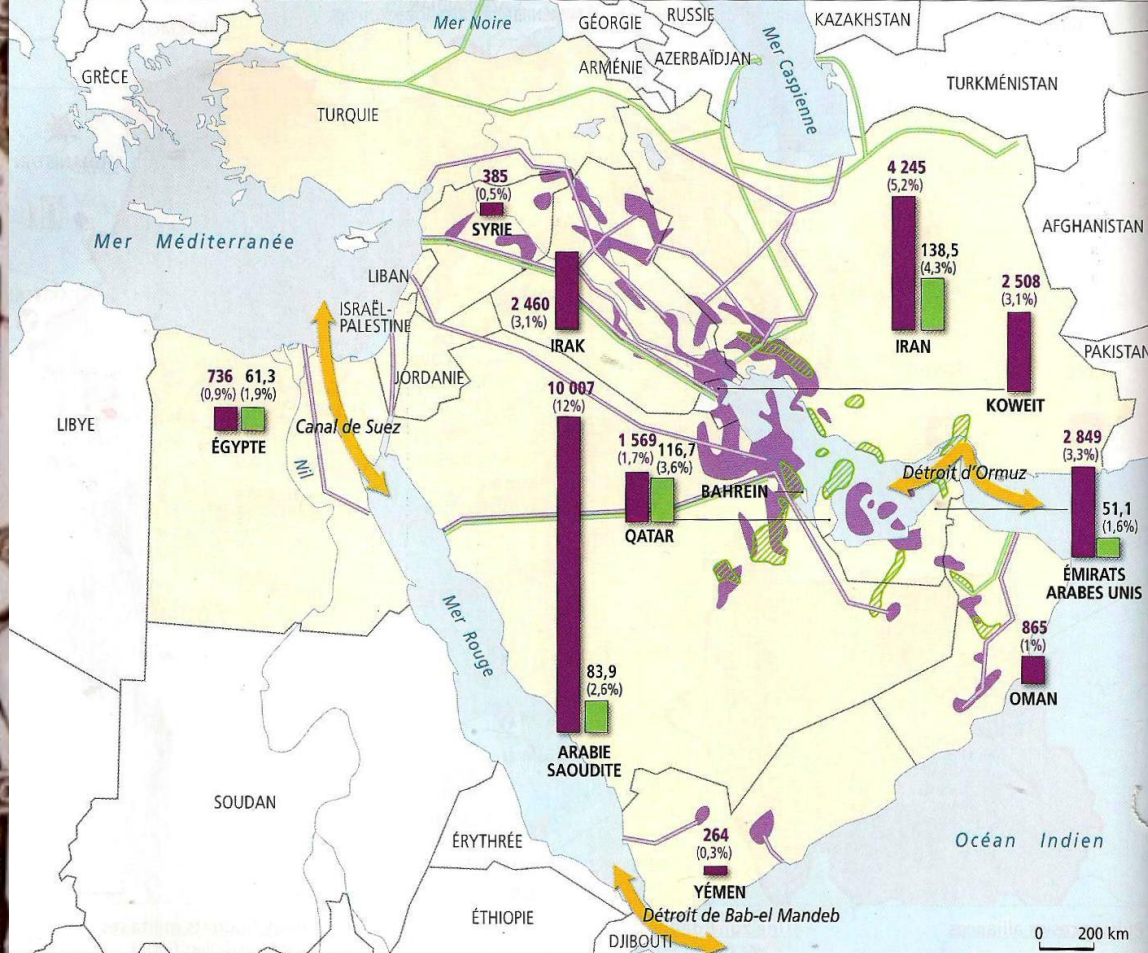 Mer Noire
GÉORGIE
RUSSIE
KAZAKHSTAN
GRÈCE
ARMÉNIE
AZERBAÏDJAN
Mer Caspienne
TURKMÉNISTAN
TURQUIE
385
(0,5%)
SYRIE
4 245
(5,2%)
138,5
(4,3%)
IRAN
AFGHANISTAN
Mer Méditerranée
LIBAN
ISRAËL-
PALESTINE
2 460
(3,1%)
IRAK
2 508
(3,1%)
KOWEIT
PAKISTAN
JORDANIE
736
(0,9%)
61,3
(1,9%)
ÉGYPTE
LIBYE
Canal de Suez
Nil
10 007
(12%)
83,9
(2,6%)
ARABIE
SAOUDITE
1 569
(1,7%)
116,7
(3,6%)
QATAR
BAHREIN
Détroit d'Ormuz
2 849
(3,3%)
51,1
(1,6%)
ÉMIRATS
ARABES UNIS
865
(1%)
OMAN
Mer Rouge
SOUDAN
ÉRYTHRÉE
264
(0,3%)
YÉMEN
Océan Indien
ÉTHIOPIE
Détroit de Bab-el Mandeb
DJIBOUTI
0 200 km